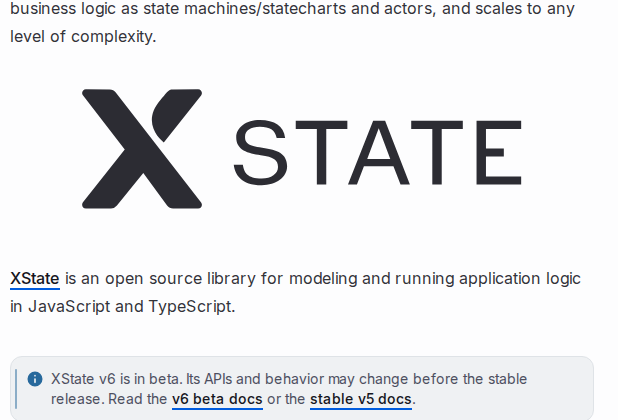 business logic as state machines/statecharts and actors, and scales to any
level of complexity.
X STATE
XState is an open source library for modeling and running application logic
in JavaScript and TypeScript.
XState v6 is in beta. Its APIs and behavior may change before the stable
release. Read the v6 beta docs or the stable v5 docs.